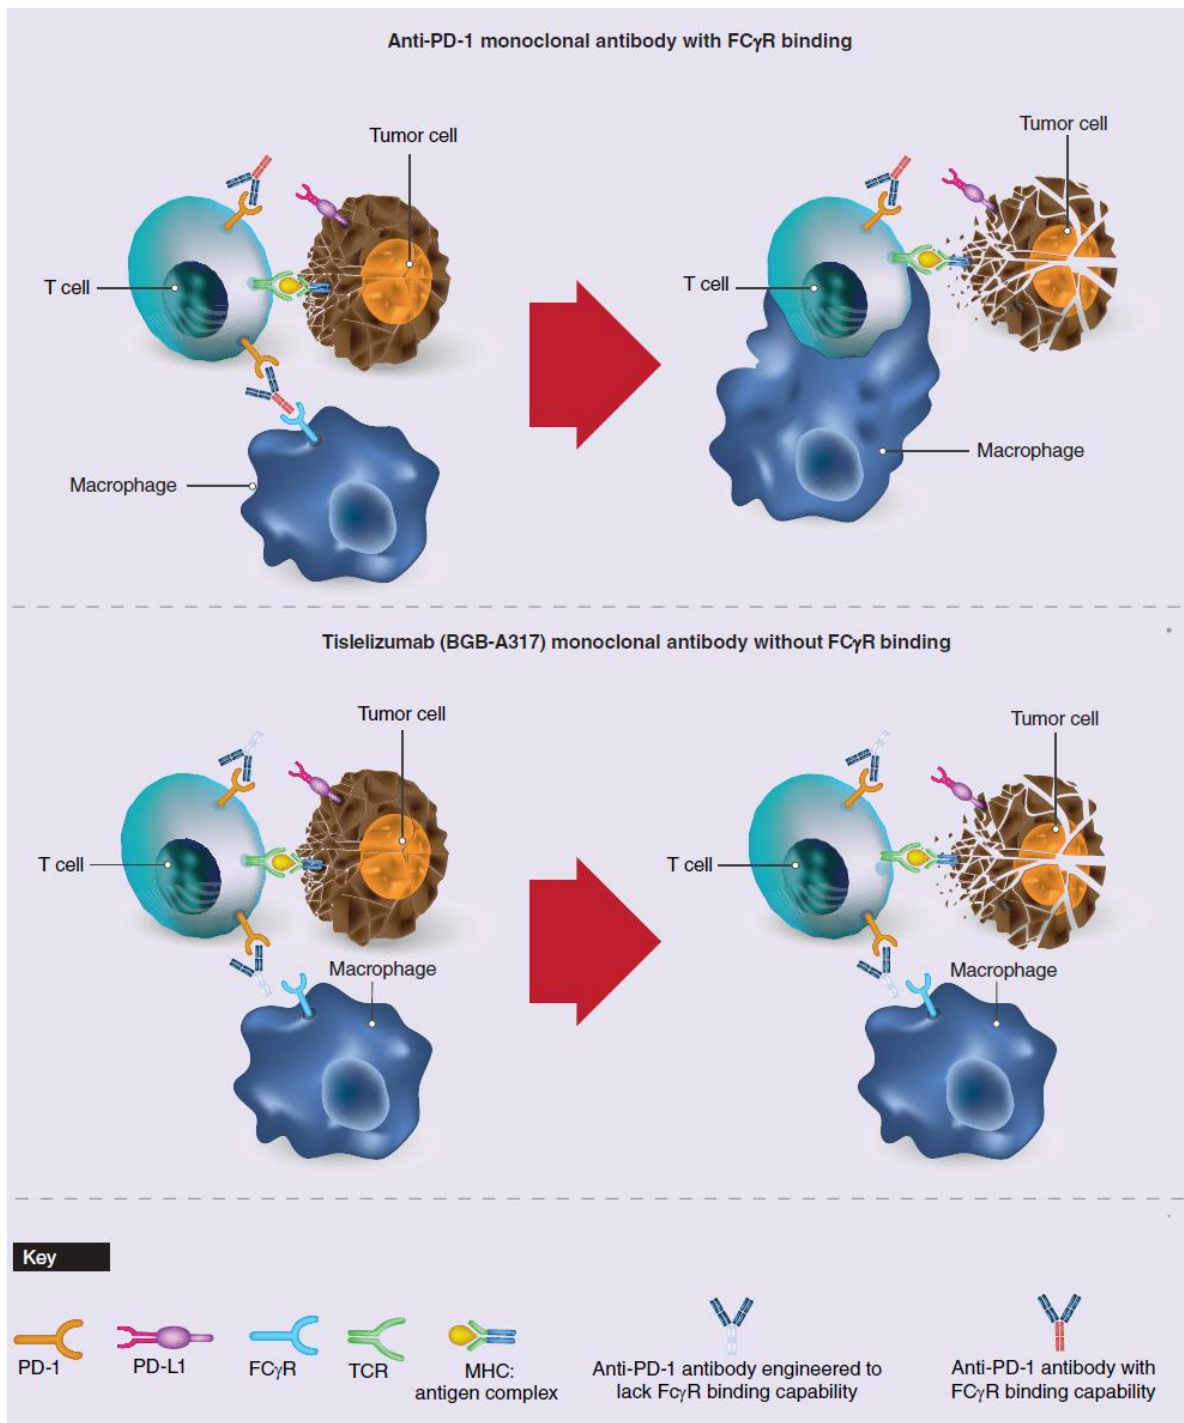 Anti-PD-1 monoclonal antibody with FCγR binding
Tumor cell
Tumor cell
T cell
T cell
Macrophage
Macrophage
Tislelizumab (BGB-A317) monoclonal antibody without FCγR binding
Tumor cell
Tumor cell
T cell
T cell
Macrophage
Macrophage
Key
PD-1
PD-L1
FCγR
TCR
MHC:
antigen complex
Anti-PD-1 antibody engineered to
lack FcγR binding capability
Anti-PD-1 antibody with
FCγR binding capability